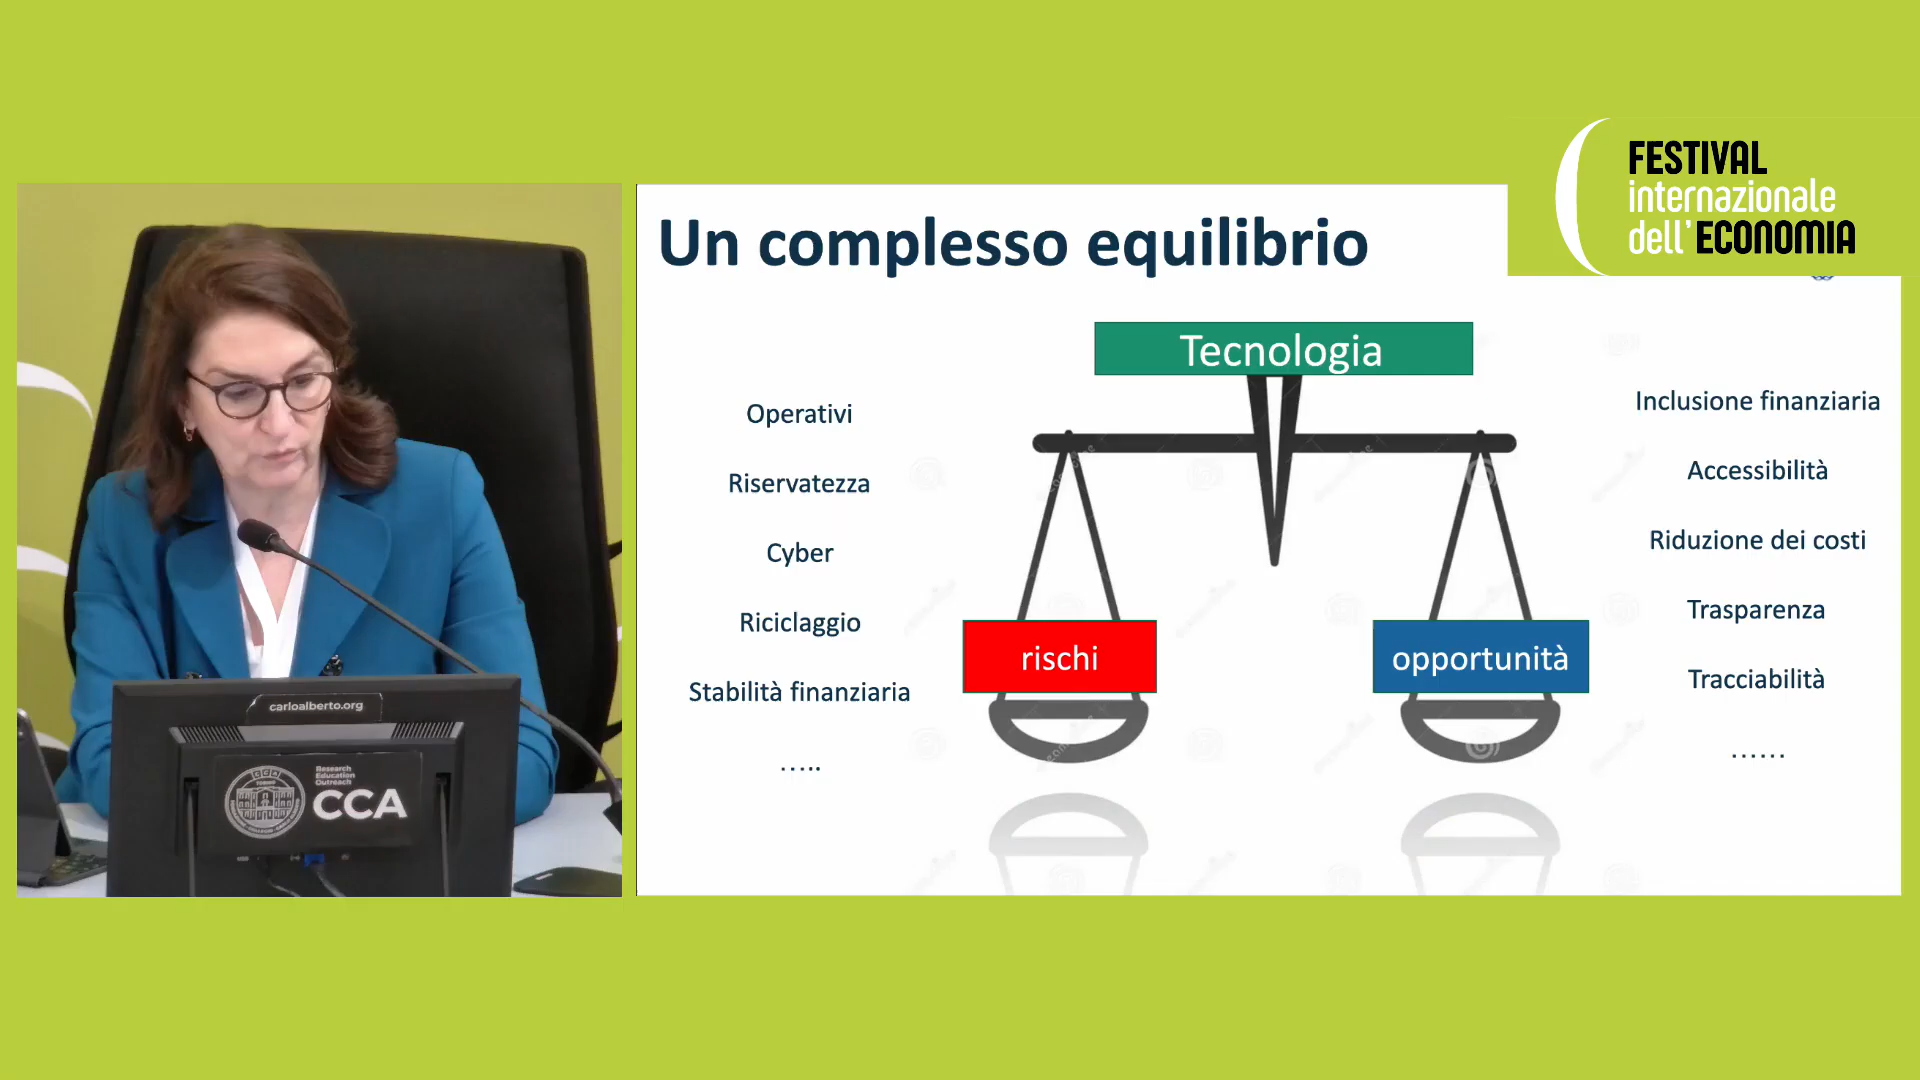 FESTIVAL
internazionale
dell'ECONOMIA
Un complesso equilibrio
Tecnologia
Operativi
Riservatezza
Cyber
Riciclaggio
Stabilità finanziaria
.....
rischi
opportunità
Inclusione finanziaria
Accessibilità
Riduzione dei costi
Trasparenza
Tracciabilità
......
carloalberto.org
Research
Education
Outreach
CCA